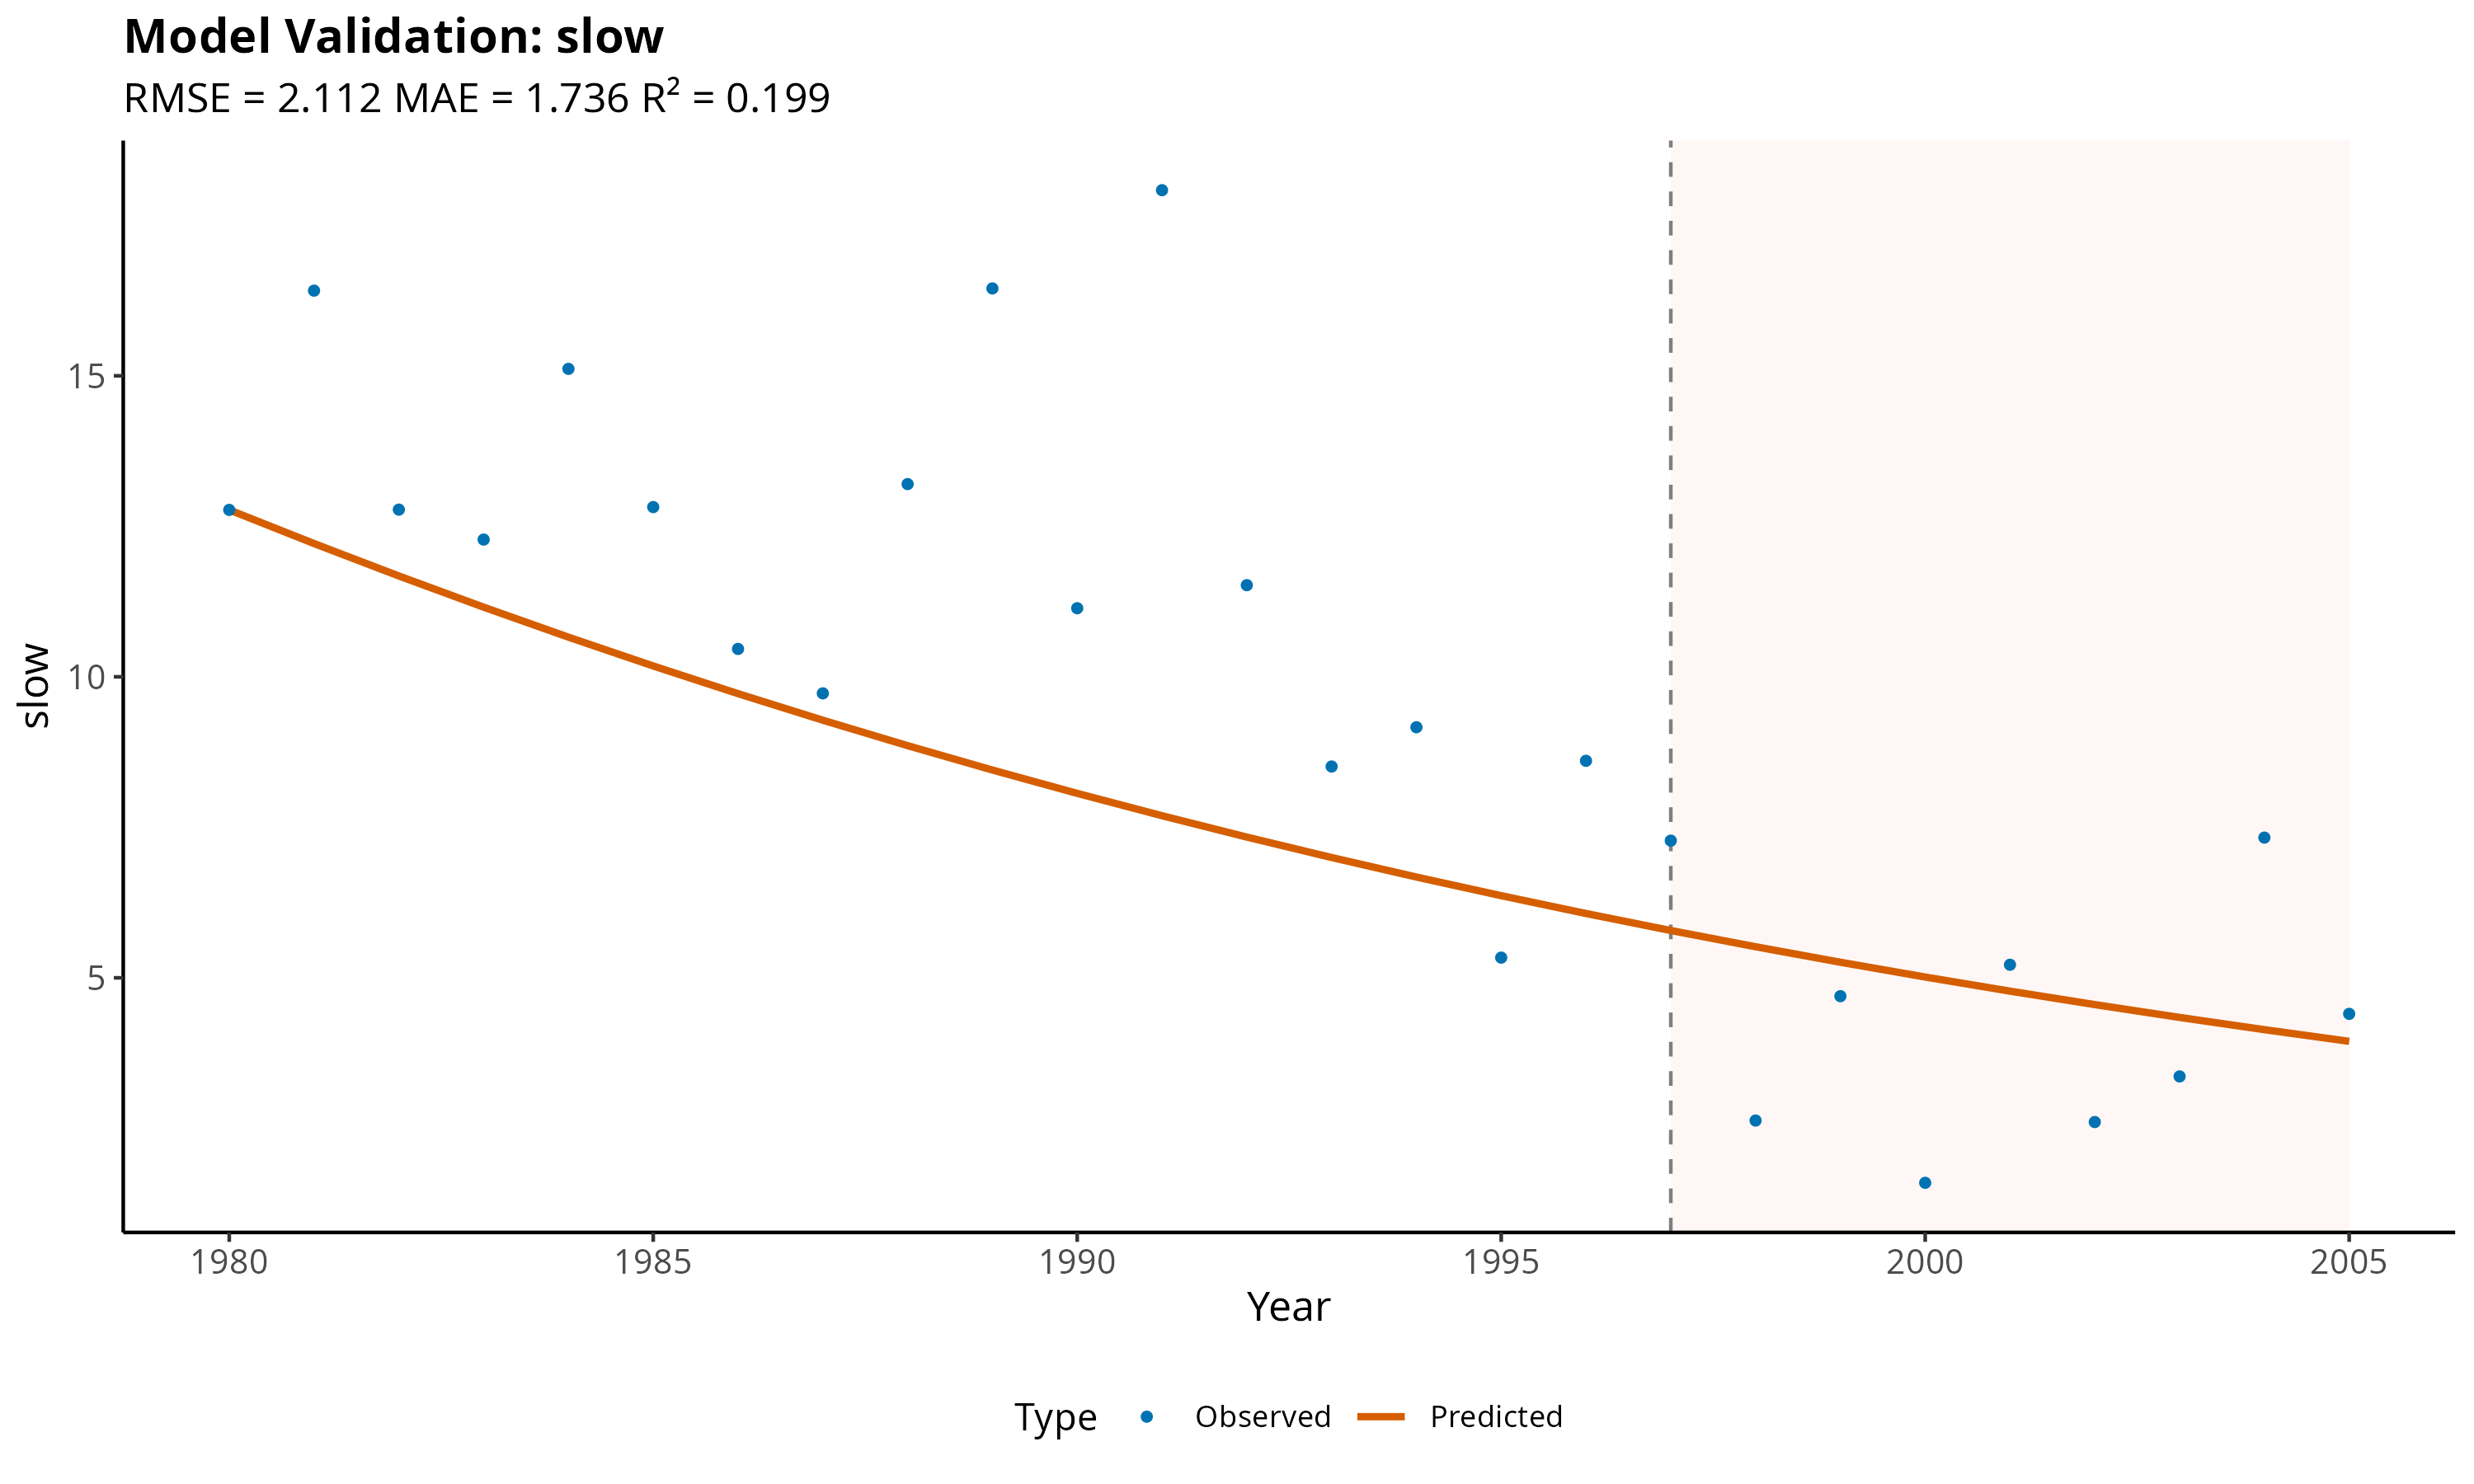 Model Validation: slow
RMSE = 2.112 MAE = 1.736 R² = 0.199
slow
15
10
5
1980 1985 1990 1995 2000 2005
Year
Type Observed Predicted